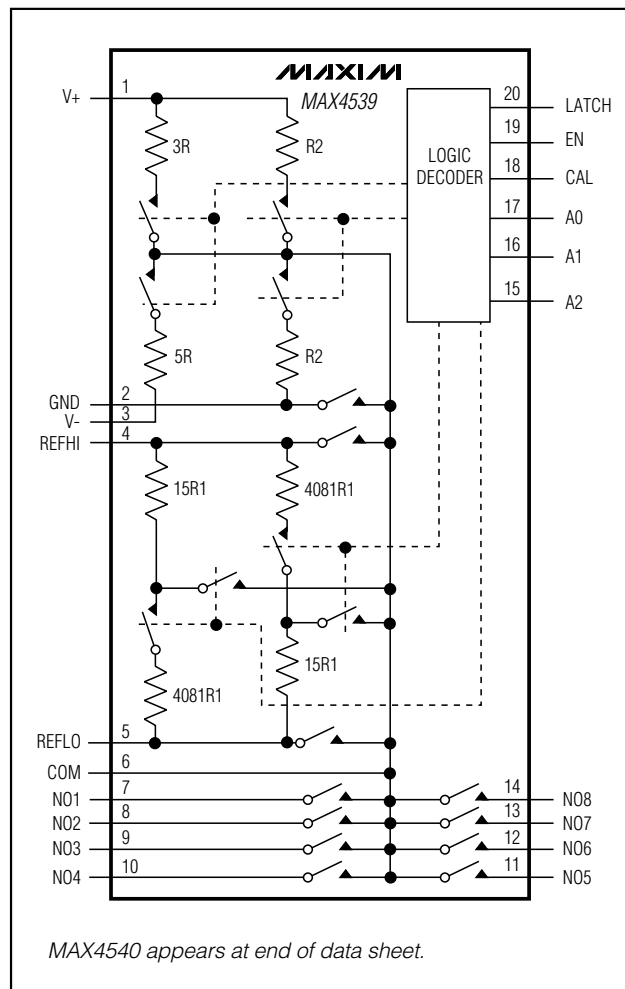 MAXIM
MAX4539
V+
1
3R
R2
LOGIC
DECODER
20
LATCH
19
EN
18
CAL
17
A0
16
A1
15
A2
5R
R2
GND
2
V-
3
REFHI
4
15R1
4081R1
4081R1
15R1
REFLO
5
COM
6
NO1
7
14
NO8
NO2
8
13
NO7
NO3
9
12
NO6
NO4
10
11
NO5
MAX4540 appears at end of data sheet.